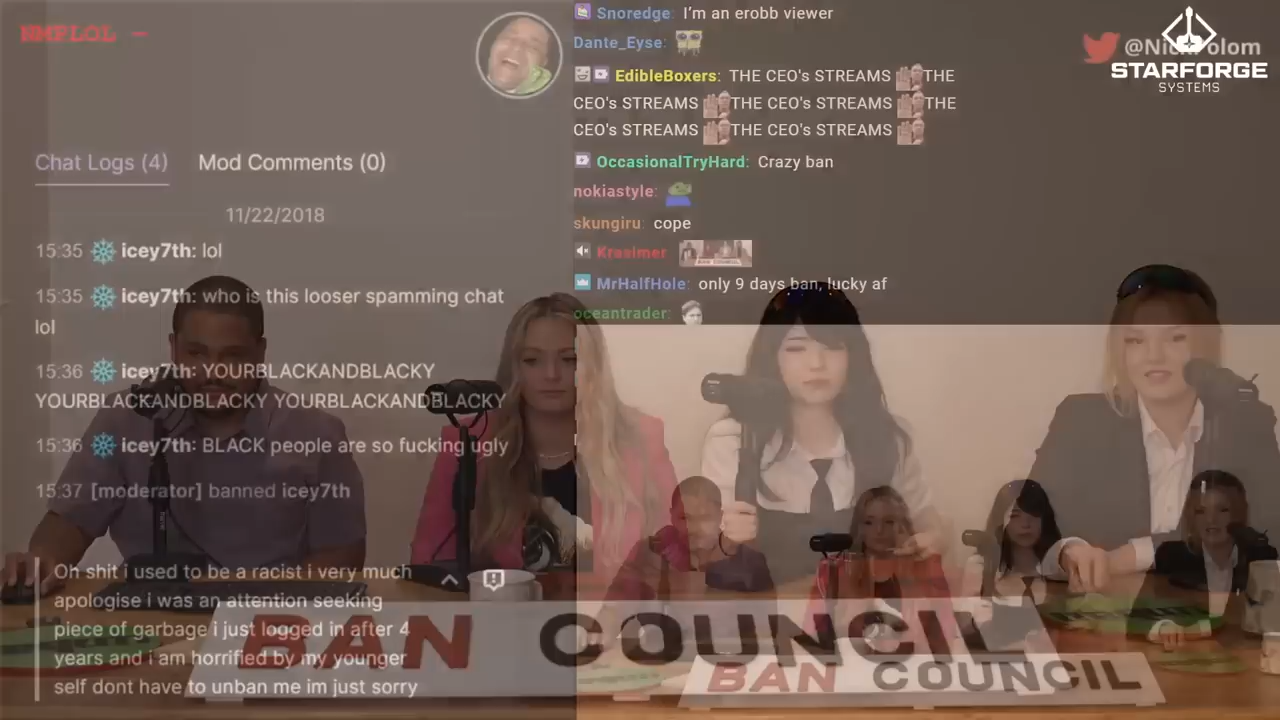 NMPLOL -
Chat Logs (4) Mod Comments (0)
11/22/2018
15:35 icey7th: lol
15:35 icey7th: who is this looser spamming chat
lol
15:36 icey7th: YOURBLACKANDBLACKY
YOURBLACKANDBLACKY YOURBLACKANDBLACKY
15:36 icey7th: BLACK people are so fucking ugly
15:37 [moderator] banned icey7th
Oh shit i used to be a racist i very much
apologise i was an attention seeking
piece of garbage i just logged in after 4
years and i am horrified by my younger
self dont have to unban me im just sorry
Snoredge: I'm an erobb viewer
Dante_Eyse:
EdibleBoxers: THE CEO's STREAMS THE
CEO's STREAMS THE CEO's STREAMS THE
CEO's STREAMS THE CEO's STREAMS
OccasionalTryHard: Crazy ban
nokiastyle:
skungiru: cope
Krasimer
MrHalfHole: only 9 days ban, lucky af
oceantrader:
STARFORGE
SYSTEMS
BAN COUNCIL
BAN COUNCIL